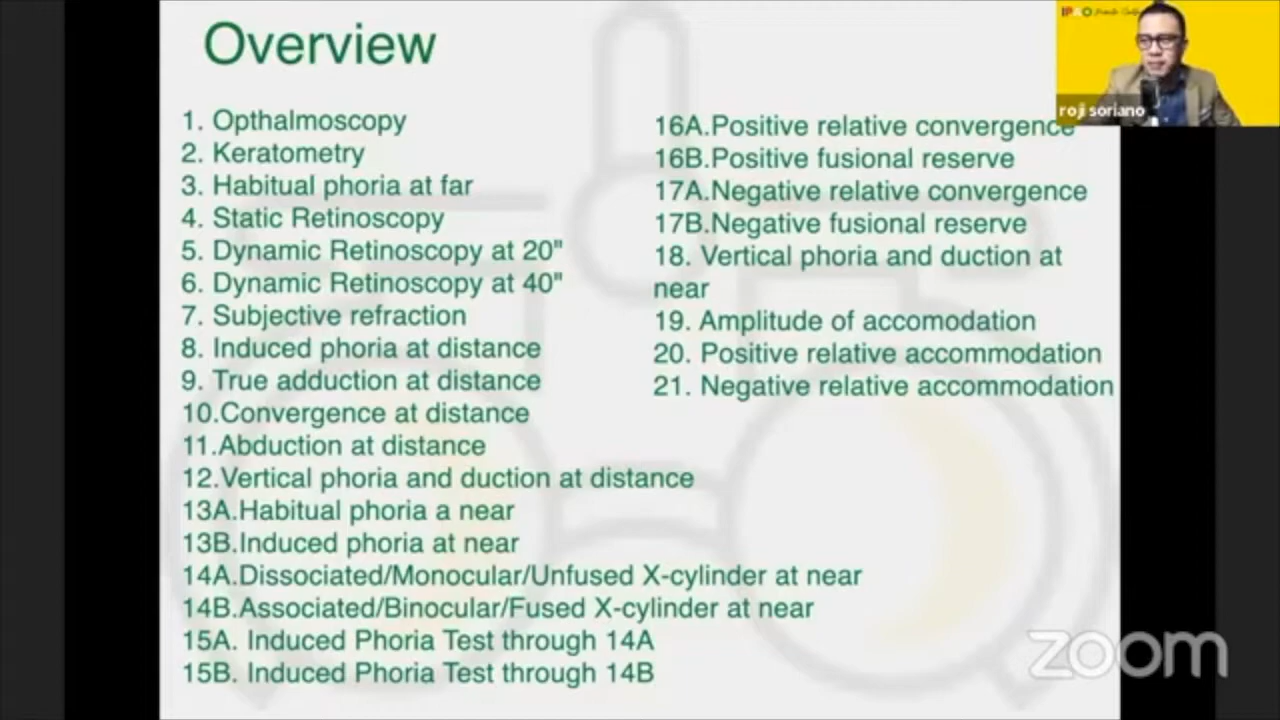 Overview
1. Opthalmoscopy
2. Keratometry
3. Habitual phoria at far
4. Static Retinoscopy
5. Dynamic Retinoscopy at 20"
6. Dynamic Retinoscopy at 40"
7. Subjective refraction
8. Induced phoria at distance
9. True adduction at distance
10.Convergence at distance
11.Abduction at distance
12.Vertical phoria and duction at distance
13A.Habitual phoria a near
13B.Induced phoria at near
14A.Dissociated/Monocular/Unfused X-cylinder at near
14B.Associated/Binocular/Fused X-cylinder at near
15A. Induced Phoria Test through 14A
15B. Induced Phoria Test through 14B
16A.Positive relative convergence
16B.Positive fusional reserve
17A.Negative relative convergence
17B.Negative fusional reserve
18. Vertical phoria and duction at
near
19. Amplitude of accomodation
20. Positive relative accommodation
21. Negative relative accommodation
roji soriano
zoom